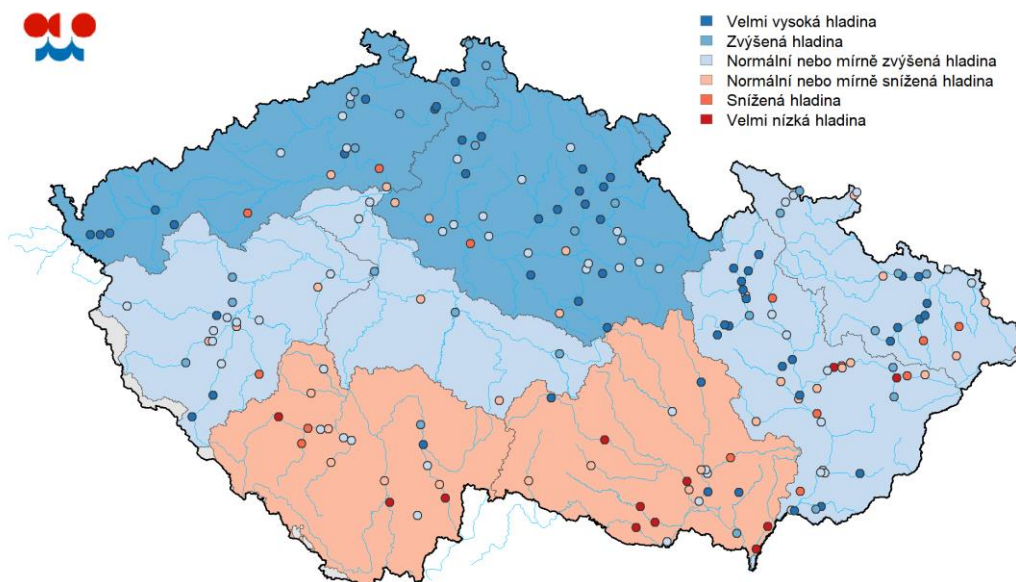 Velmi vysoká hladina
Zvýšená hladina
Normální nebo mírně zvýšená hladina
Normální nebo mírně snížená hladina
Snížená hladina
Velmi nízká hladina